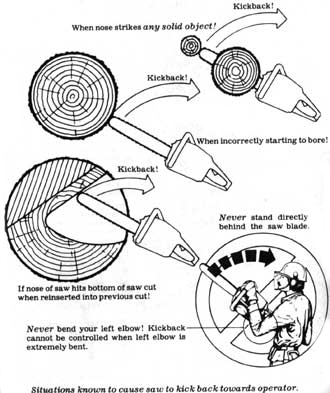 Kickback!
When nose strikes any solid object!
Kickback!
When incorrectly starting to bore!
Kickback!
Never stand directly
behind the saw blade.
If nose of saw hits bottom of saw cut
when reinserted into previous cut!
Never bend your left elbow! Kickback
cannot be controlled when left elbow is
extremely bent.
Situations known to cause saw to kick back towards operator.